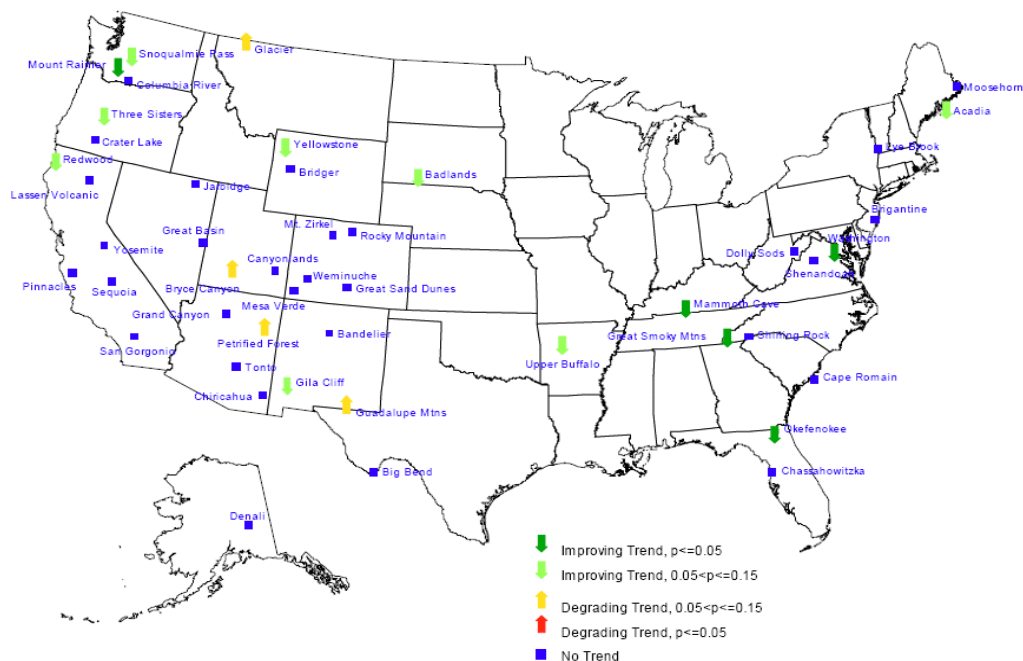 Glacier
Snoqualmie Pass
Mount Rainier
Columbia River
Moosehorn
Three Sisters
Acadia
Crater Lake
Yellowstone
Lye Brook
Redwood
Bridger
Badlands
Lassen Volcanic
Jarbidge
Brigantine
Mt. Zirkel
Great Basin
Rocky Mountain
Washington
Yosemite
Dolly Sods
Canyonlands
Shenandoah
Weminuche
Pinnacles
Sequoia
Bryce Canyon
Great Sand Dunes
Mesa Verde
Mammoth Cave
Grand Canyon
Bandelier
Great Smoky Mtns
Shining Rock
Petrified Forest
San Gorgonio
Upper Buffalo
Tonto
Cape Romain
Gila Cliff
Chiricahua
Guadalupe Mtns
Okefenokee
Big Bend
Chassahowitzka
Denali
Improving Trend, p<=0.05
Improving Trend, 0.05<p<=0.15
Degrading Trend, 0.05<p<=0.15
Degrading Trend, p<=0.05
No Trend